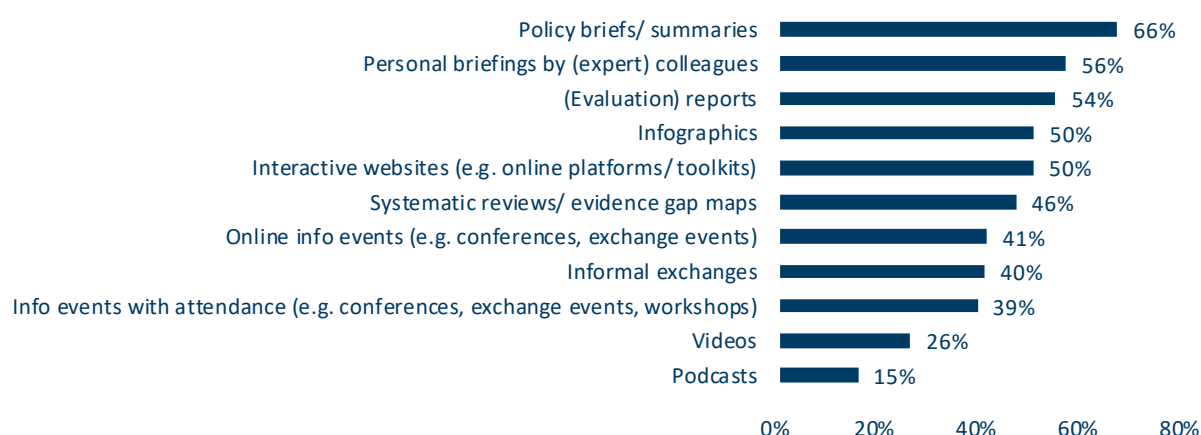 Policy briefs/ summaries 66%
Personal briefings by (expert) colleagues 56%
(Evaluation) reports 54%
Infographics 50%
Interactive websites (e.g. online platforms/ toolkits) 50%
Systematic reviews/ evidence gap maps 46%
Online info events (e.g. conferences, exchange events) 41%
Informal exchanges 40%
Info events with attendance (e.g. conferences, exchange events, workshops) 39%
Videos 26%
Podcasts 15%
0% 20% 40% 60% 80%